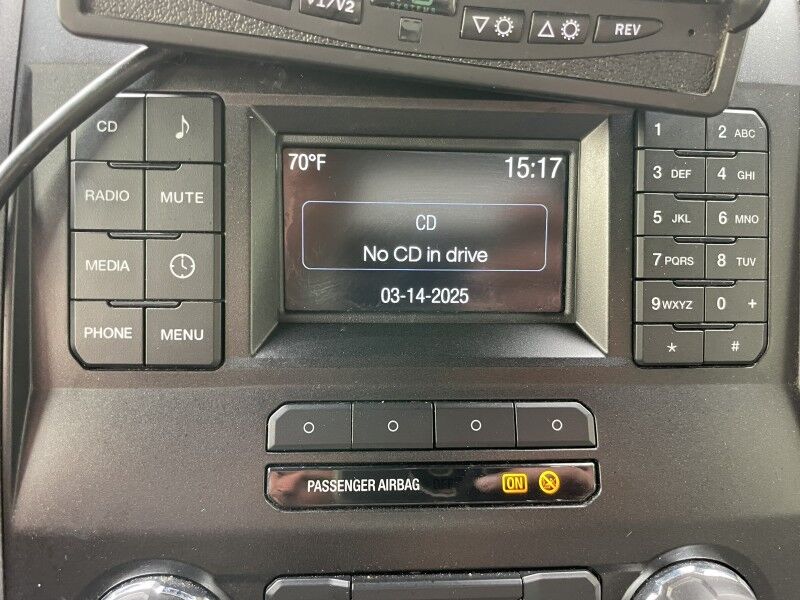 V1/V2
SYSTEMS
REV
CD
RADIO MUTE
MEDIA
PHONE MENU
70°F 15:17
CD
No CD in drive
03-14-2025
1 2 ABC
3 DEF 4 GHI
5 JKL 6 MNO
7 PQRS 8 TUV
9 WXYZ 0 +
* #
PASSENGER AIRBAG ON